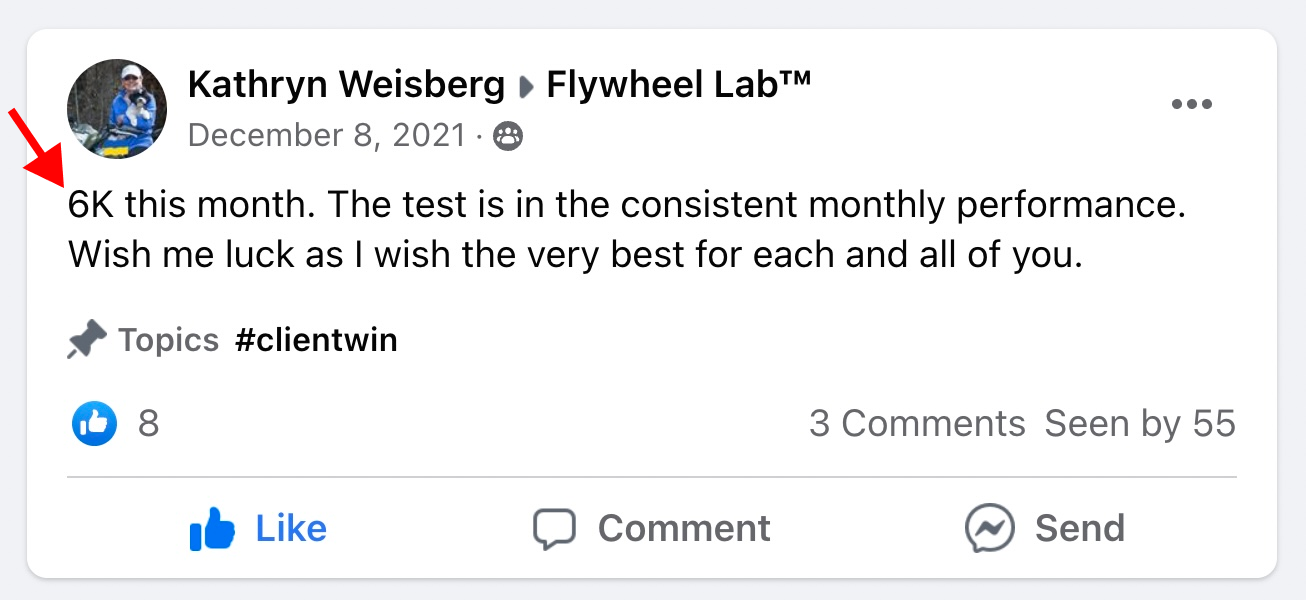 Kathryn Weisberg Flywheel Lab™
December 8, 2021 ·
6K this month. The test is in the consistent monthly performance.
Wish me luck as I wish the very best for each and all of you.
Topics #clientwin
8 3 Comments Seen by 55
Like Comment Send